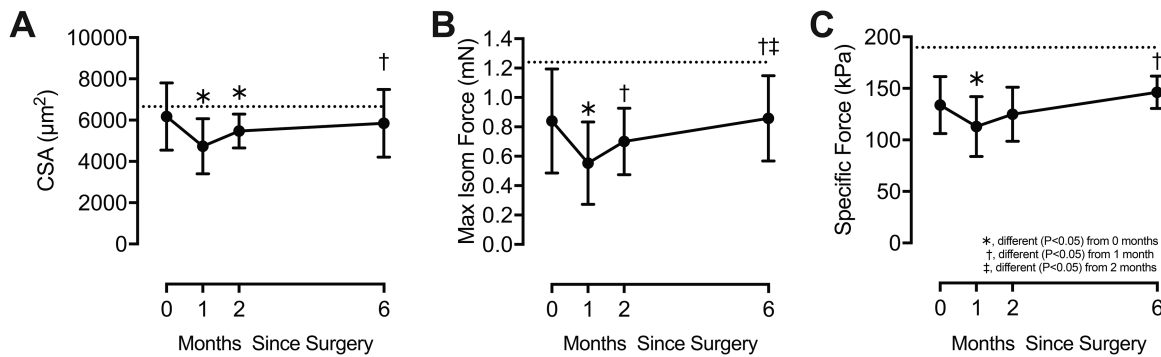 A
CSA (µm²)
10000
8000
6000
4000
2000
0
*
*
†
0 1 2 6
Months Since Surgery
B
Max Isom Force (mN)
1.4
1.2
1.0
0.8
0.6
0.4
0.2
0.0
*
†
†‡
0 1 2 6
Months Since Surgery
C
Specific Force (kPa)
200
150
100
50
0
*
†
*, different (P<0.05) from 0 months
†, different (P<0.05) from 1 month
‡, different (P<0.05) from 2 months
0 1 2 6
Months Since Surgery